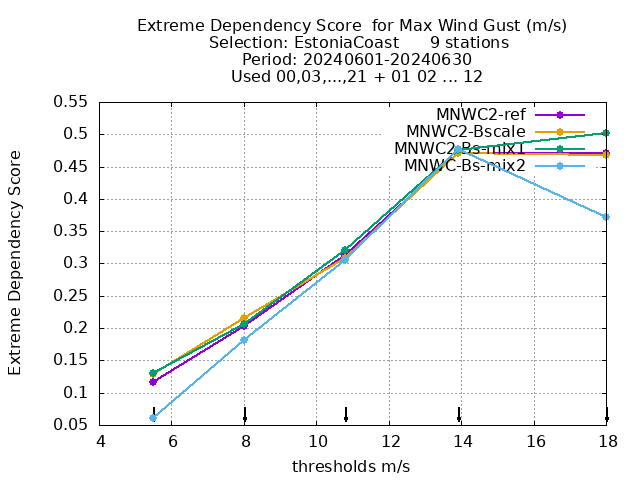 Extreme Dependency Score  for Max Wind Gust (m/s)
Selection: EstoniaCoast      9 stations
Period: 20240601-20240630
Used 00,03,...,21 + 01 02 ... 12
MNWC2-ref
MNWC2-Bscale
MNWC2-Bs-mix1
MNWC-Bs-mix2
Extreme Dependency Score
0.55
0.5
0.45
0.4
0.35
0.3
0.25
0.2
0.15
0.1
0.05
4 6 8 10 12 14 16 18
thresholds m/s